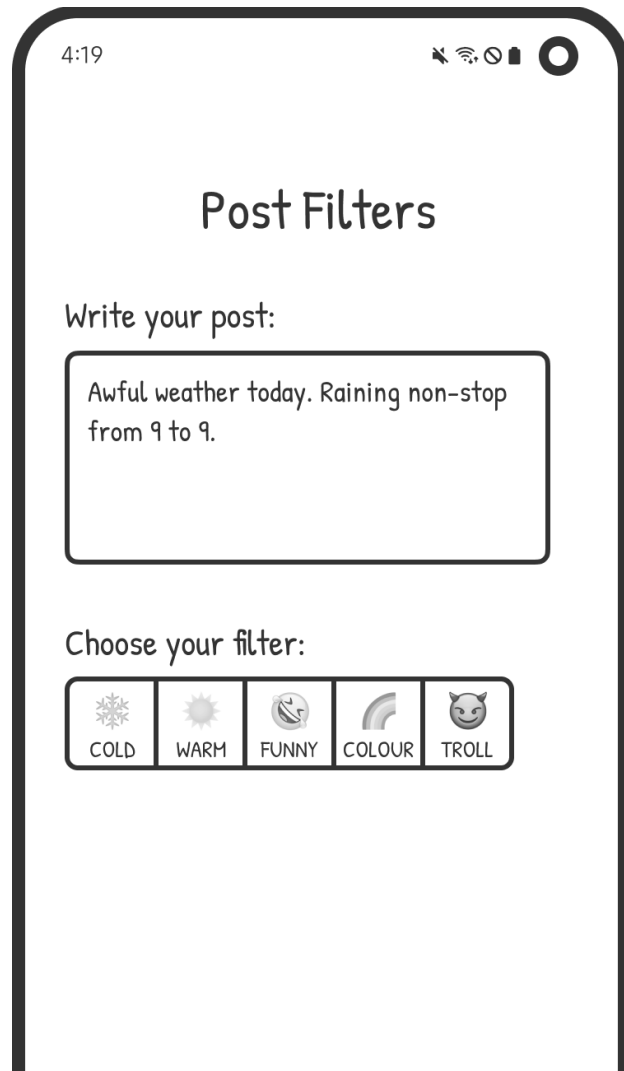 4:19
Post Filters
Write your post:
Awful weather today. Raining non-stop
from 9 to 9.
Choose your filter:
COLD WARM FUNNY COLOUR TROLL